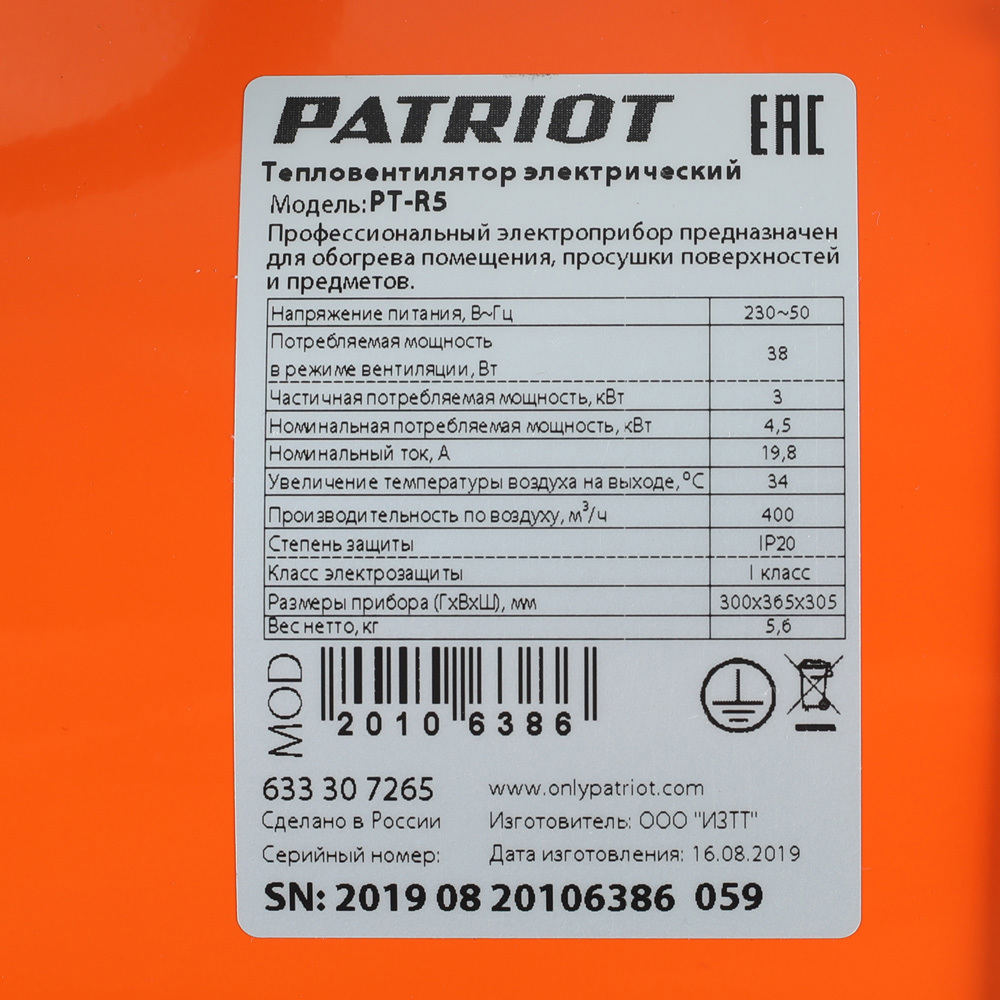 PATRIOT EAC
Тепловентилятор электрический
Модель: PT-R5
Профессиональный электроприбор предназначен
для обогрева помещения, просушки поверхностей
и предметов.
Напряжение питания, В~Гц 230~50
Потребляемая мощность
в режиме вентиляции, Вт 38
Частичная потребляемая мощность, кВт 3
Номинальная потребляемая мощность, кВт 4,5
Номинальный ток, А 19,8
Увеличение температуры воздуха на выходе, °С 34
Производительность по воздуху, м³/ч 400
Степень защиты IP20
Класс электрозащиты I класс
Размеры прибора (ГхВхШ), мм 300х365х305
Вес нетто, кг 5,6
MOD
20106386
633 30 7265 www.onlypatriot.com
Сделано в России Изготовитель: ООО "ИЗТТ"
Серийный номер: Дата изготовления: 16.08.2019
SN: 2019 08 20106386 059